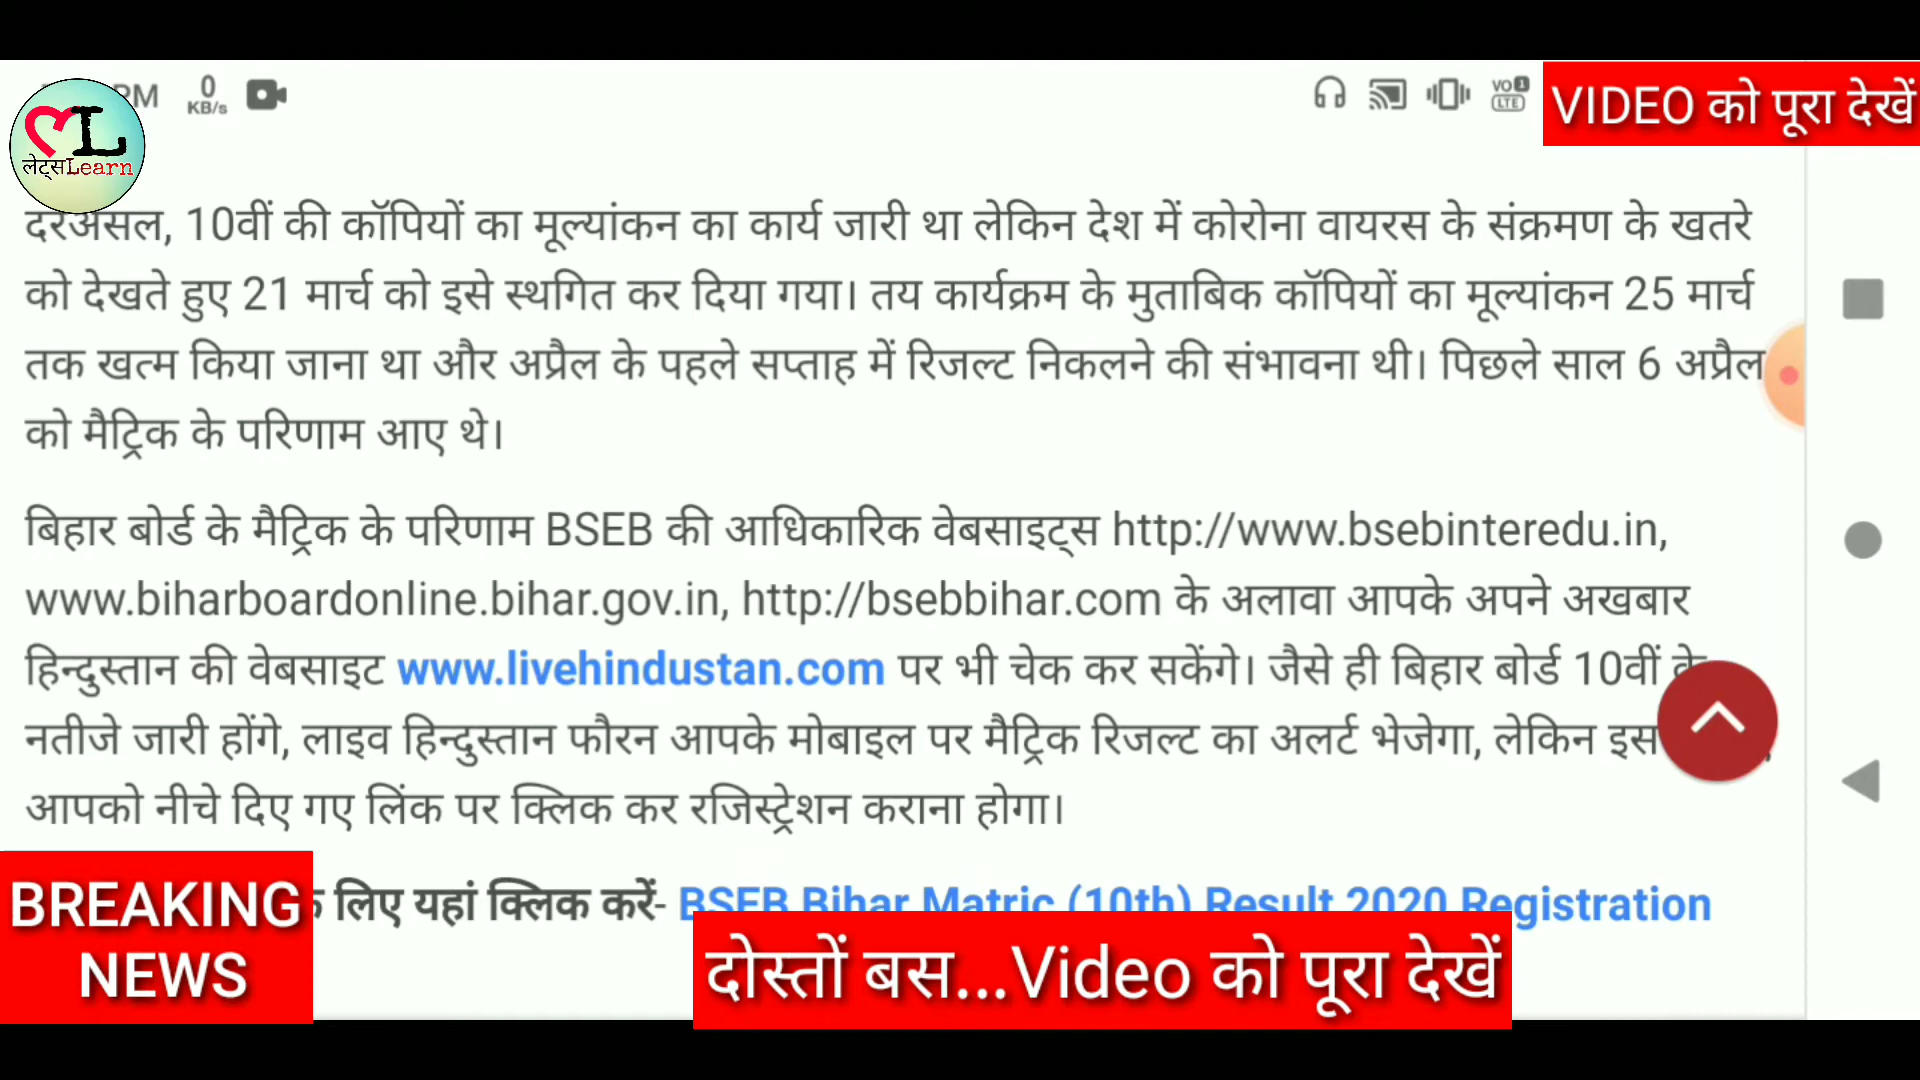 PM
0
KB/s
VO 1
LTE
VIDEO को पूरा देखें
L
लेट्सLearn
दरअसल, 10वीं की कॉपियों का मूल्यांकन का कार्य जारी था लेकिन देश में कोरोना वायरस के संक्रमण के खतरे
को देखते हुए 21 मार्च को इसे स्थगित कर दिया गया। तय कार्यक्रम के मुताबिक कॉपियों का मूल्यांकन 25 मार्च
तक खत्म किया जाना था और अप्रैल के पहले सप्ताह में रिजल्ट निकलने की संभावना थी। पिछले साल 6 अप्रैल
को मैट्रिक के परिणाम आए थे।
बिहार बोर्ड के मैट्रिक के परिणाम BSEB की आधिकारिक वेबसाइट्स http://www.bsebinteredu.in,
www.biharboardonline.bihar.gov.in, http://bsebbihar.com के अलावा आपके अपने अखबार
हिन्दुस्तान की वेबसाइट www.livehindustan.com पर भी चेक कर सकेंगे। जैसे ही बिहार बोर्ड 10वीं के
नतीजे जारी होंगे, लाइव हिन्दुस्तान फौरन आपके मोबाइल पर मैट्रिक रिजल्ट का अलर्ट भेजेगा, लेकिन इस
आपको नीचे दिए गए लिंक पर क्लिक कर रजिस्ट्रेशन कराना होगा।
लिए यहां क्लिक करें- BSEB Bihar Matric (10th) Result 2020 Registration
BREAKING
NEWS
दोस्तों बस...Video को पूरा देखें